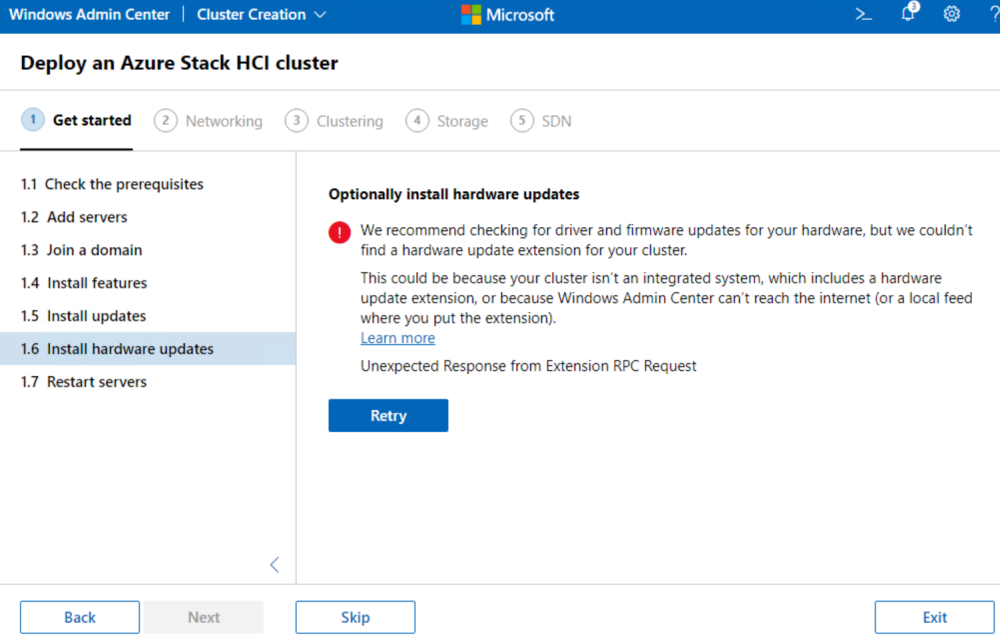 Windows Admin Center | Cluster Creation
Microsoft
3
?
Deploy an Azure Stack HCI cluster
1 Get started
2 Networking
3 Clustering
4 Storage
5 SDN
1.1 Check the prerequisites
1.2 Add servers
1.3 Join a domain
1.4 Install features
1.5 Install updates
1.6 Install hardware updates
1.7 Restart servers
Optionally install hardware updates
We recommend checking for driver and firmware updates for your hardware, but we couldn't
find a hardware update extension for your cluster.
This could be because your cluster isn't an integrated system, which includes a hardware
update extension, or because Windows Admin Center can't reach the internet (or a local feed
where you put the extension).
Learn more
Unexpected Response from Extension RPC Request
Retry
Back
Next
Skip
Exit